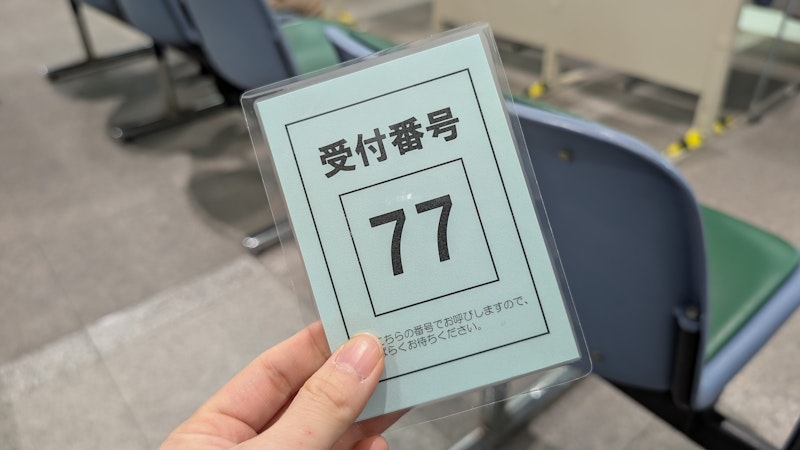 受付番号
77
こちらの番号でお呼びしますので、
らくお待ちください。